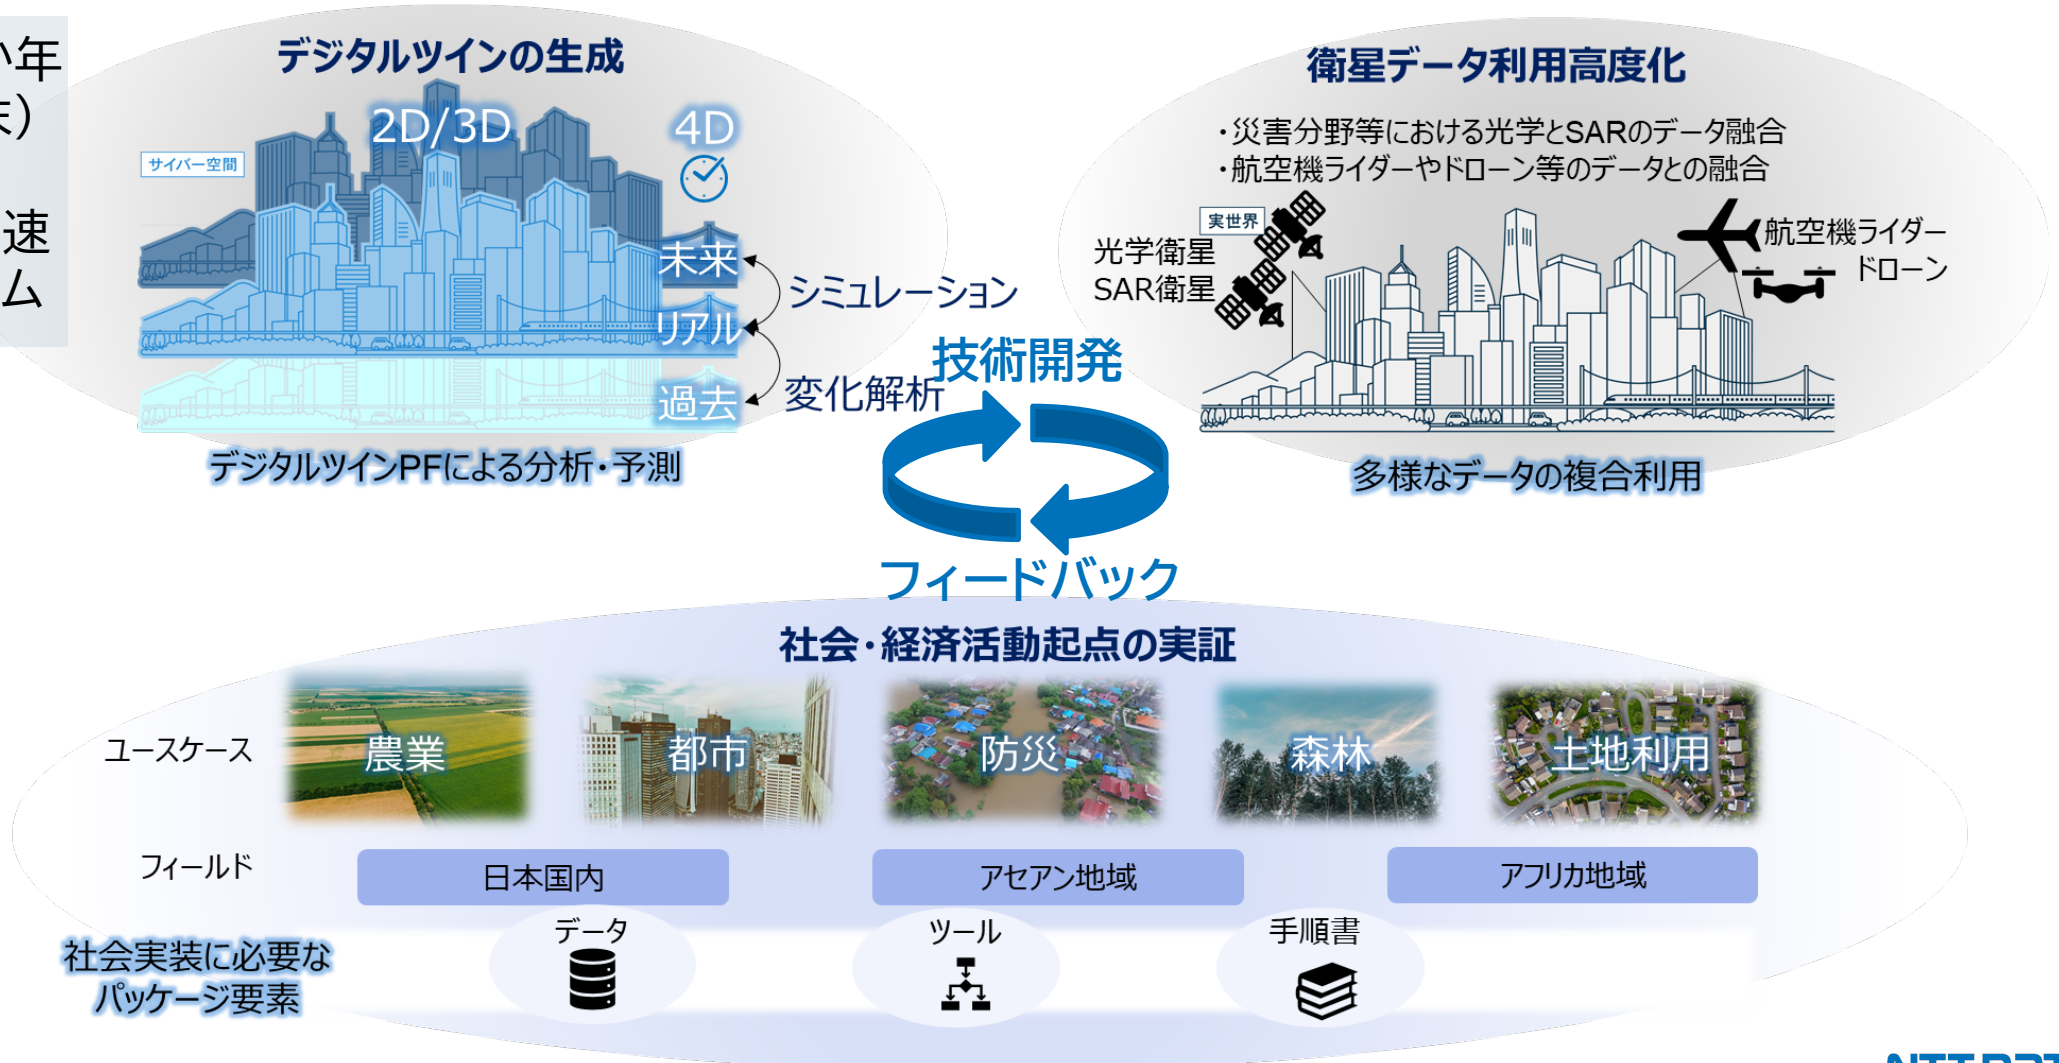 か年
末）
速
ム
デジタルツインの生成
2D/3D
4D
サイバー空間
未来
リアル
過去
シミュレーション
変化解析
デジタルツインPFによる分析・予測
衛星データ利用高度化
・災害分野等における光学とSARのデータ融合
・航空機ライダーやドローン等のデータとの融合
実世界
光学衛星
SAR衛星
航空機ライダー
ドローン
多様なデータの複合利用
技術開発
フィードバック
社会・経済活動起点の実証
ユースケース
農業
都市
防災
森林
土地利用
フィールド
日本国内
アセアン地域
アフリカ地域
社会実装に必要な
パッケージ要素
データ
ツール
手順書